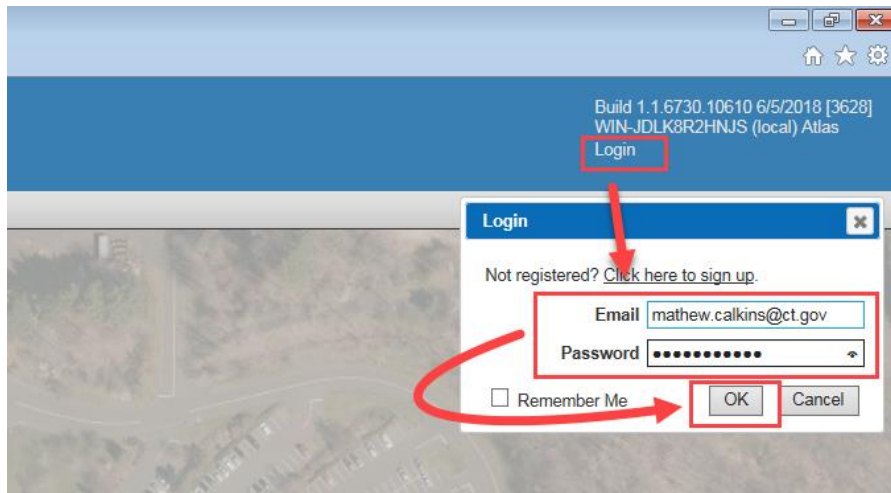 Build 1.1.6730.10610 6/5/2018 [3628]
WIN-JDLK8R2HNJS (local) Atlas
Login
Login
Not registered? Click here to sign up.
Email mathew.calkins@ct.gov
Password ●●●●●●●●●●●
Remember Me OK Cancel